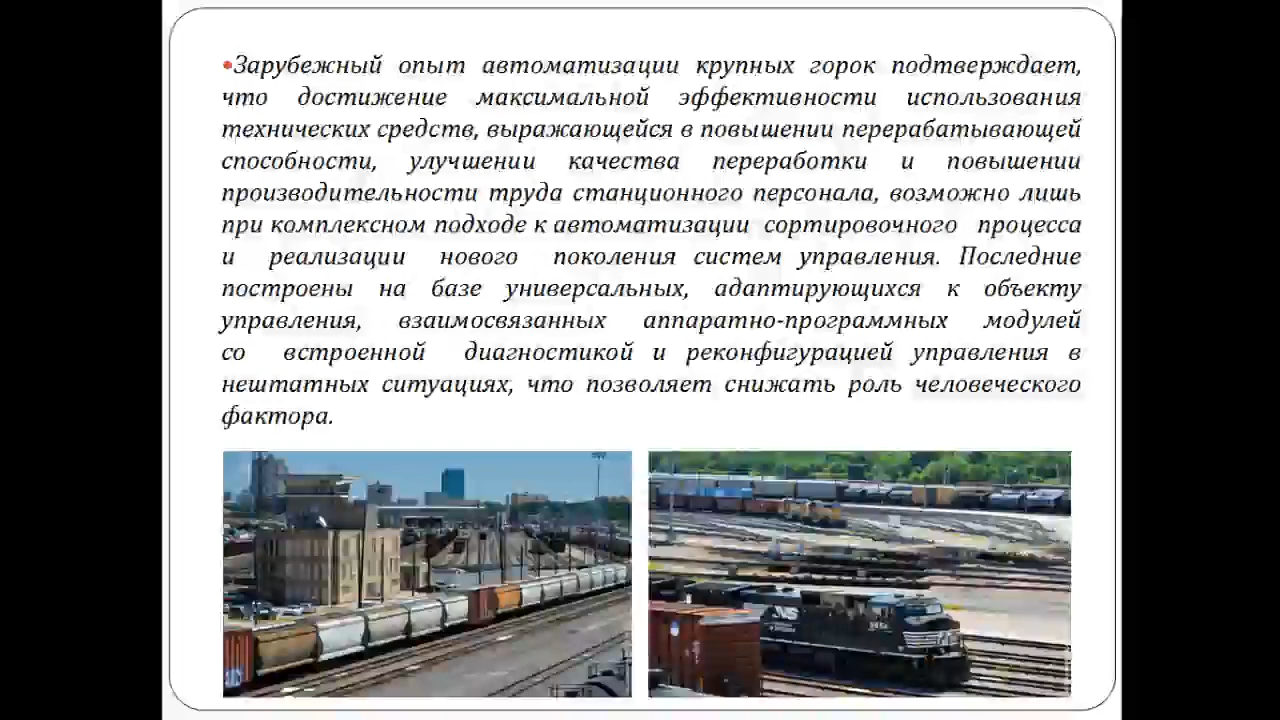 •Зарубежный опыт автоматизации крупных горок подтверждает,
что достижение максимальной эффективности использования
технических средств, выражающейся в повышении перерабатывающей
способности, улучшении качества переработки и повышении
производительности труда станционного персонала, возможно лишь
при комплексном подходе к автоматизации сортировочного процесса
и реализации нового поколения систем управления. Последние
построены на базе универсальных, адаптирующихся к объекту
управления, взаимосвязанных аппаратно-программных модулей
со встроенной диагностикой и реконфигурацией управления в
нештатных ситуациях, что позволяет снижать роль человеческого
фактора.